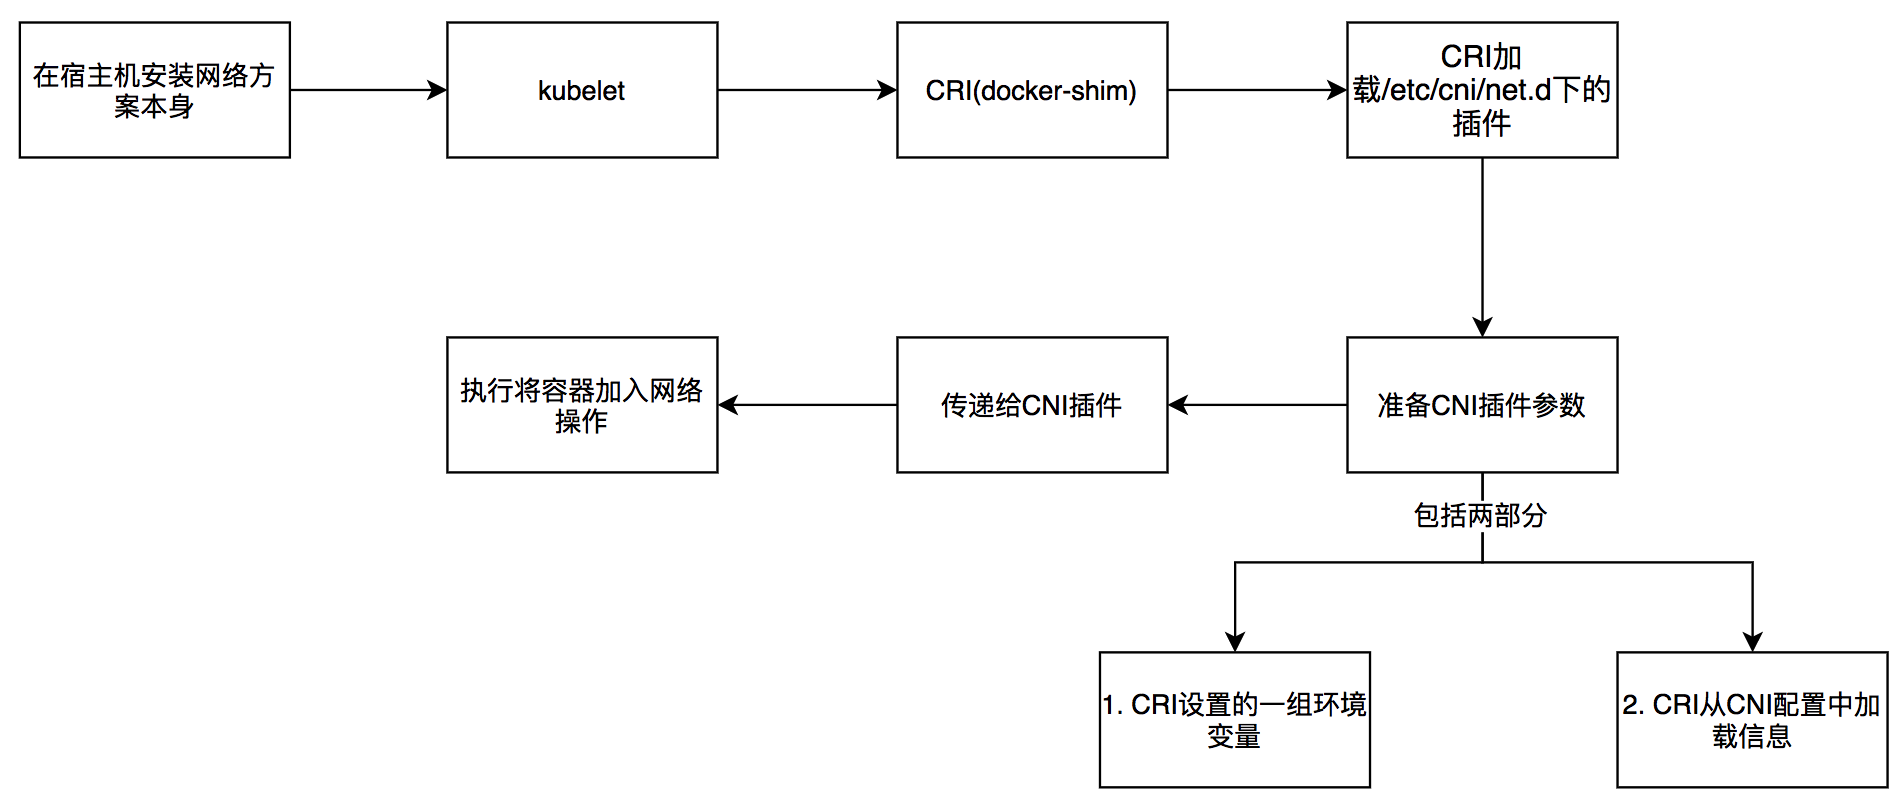 在宿主机安装网络方
案本身
kubelet
CRI(docker-shim)
CRI加
载/etc/cni/net.d下的
插件
执行将容器加入网络
操作
传递给CNI插件
准备CNI插件参数
包括两部分
1. CRI设置的一组环境
变量
2. CRI从CNI配置中加
载信息